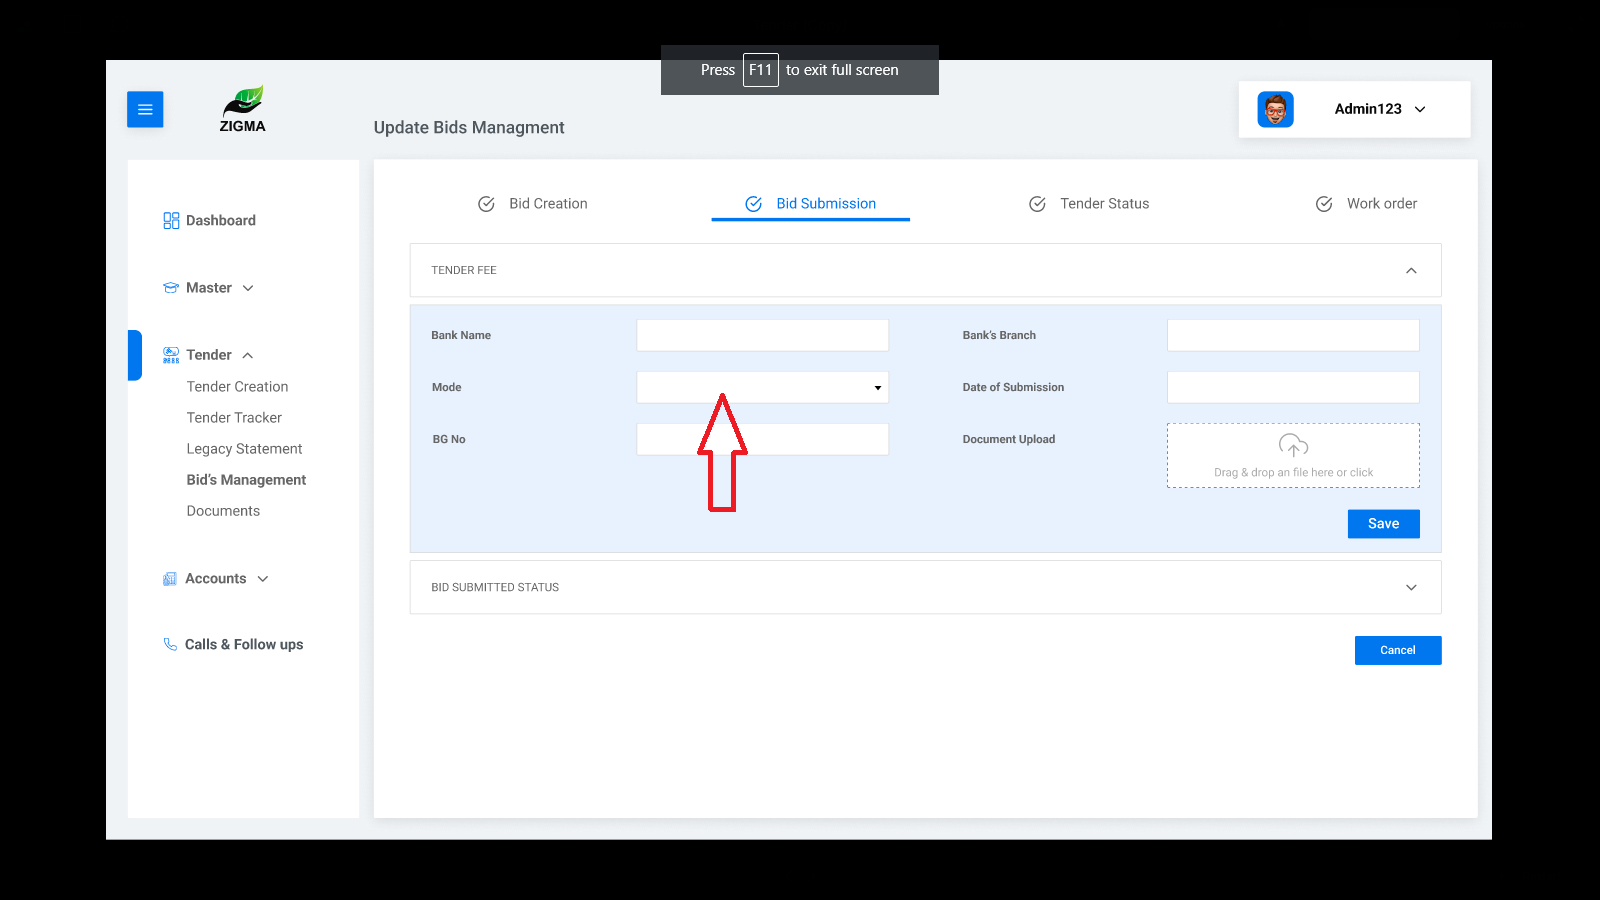 Press F11 to exit full screen
ZIGMA
Update Bids Managment
Admin123
Dashboard
Master
Tender
Tender Creation
Tender Tracker
Legacy Statement
Bid's Management
Documents
Accounts
Calls & Follow ups
Bid Creation
Bid Submission
Tender Status
Work order
TENDER FEE
Bank Name
Bank's Branch
Mode
Date of Submission
BG No
Document Upload
Drag & drop an file here or click
Save
BID SUBMITTED STATUS
Cancel